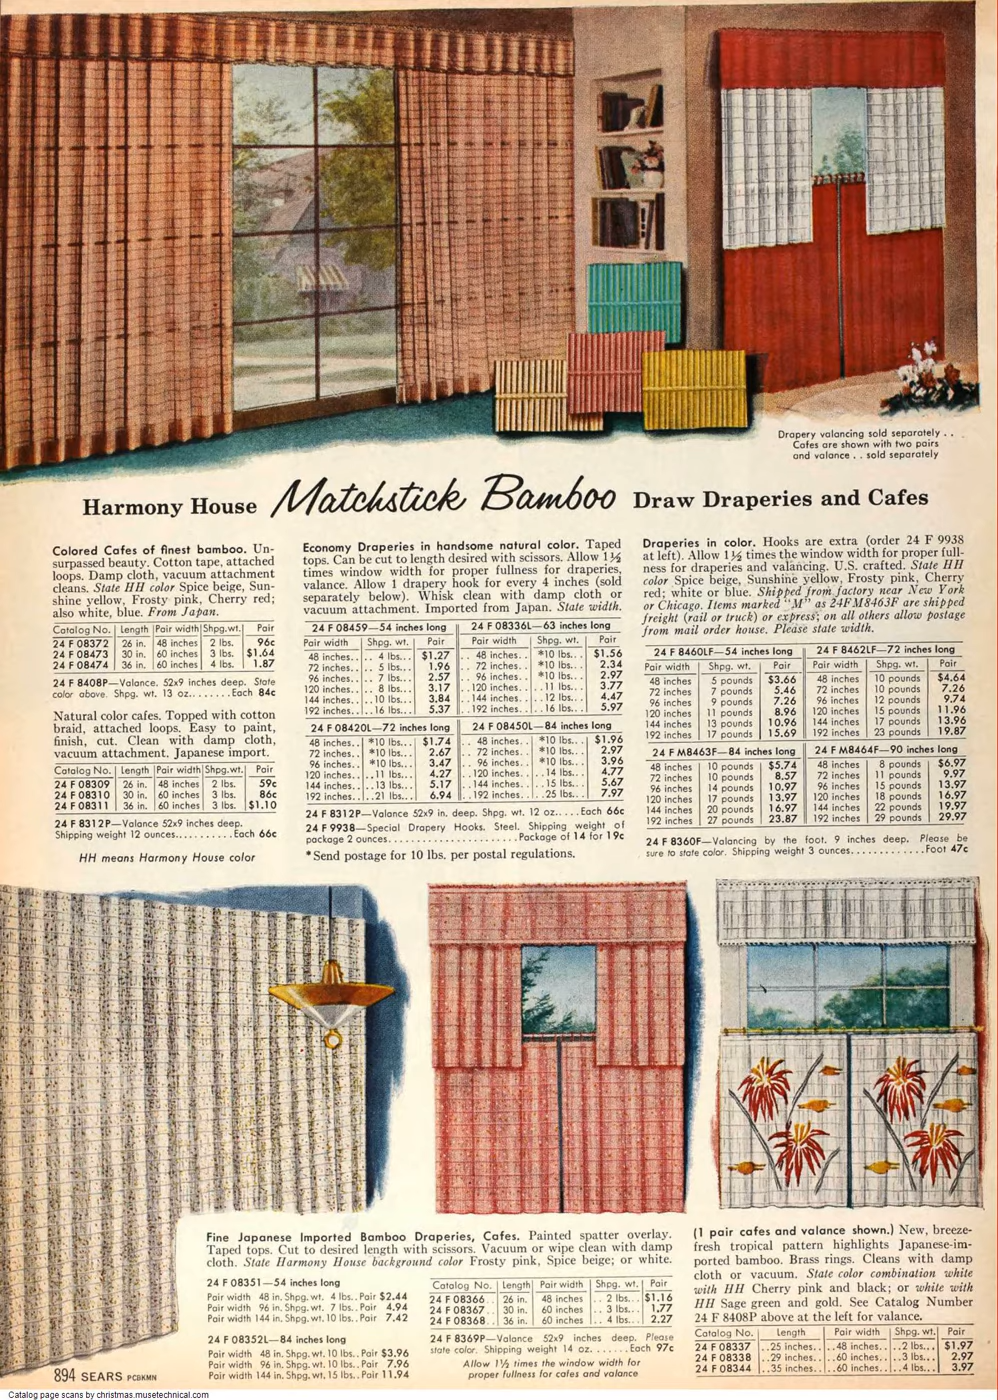 Drapery valancing sold separately . .
Cafes are shown with two pairs
and valance . . sold separately
Harmony House Matchstick Bamboo Draw Draperies and Cafes
Colored Cafes of finest bamboo. Un-
surpassed beauty. Cotton tape, attached
loops. Damp cloth, vacuum attachment
cleans. State HH color Spice beige, Sun-
shine yellow, Frosty pink, Cherry red;
also white, blue. From Japan.
Catalog No. Length Pair width Shpg.wt. Pair
24 F 08372 26 in. 48 inches 2 lbs. 96c
24 F 08473 30 in. 60 inches 3 lbs. $1.64
24 F 08474 36 in. 60 inches 4 lbs. 1.87
24 F 8408P—Valance. 52x9 inches deep. State
color above. Shpg. wt. 13 oz........Each 84c
Natural color cafes. Topped with cotton
braid, attached loops. Easy to paint,
finish, cut. Clean with damp cloth,
vacuum attachment. Japanese import.
Catalog No. Length Pair width Shpg.wt. Pair
24 F 08309 26 in. 48 inches 2 lbs. 59c
24 F 08310 30 in. 60 inches 3 lbs. 86c
24 F 08311 36 in. 60 inches 3 lbs. $1.10
24 F 8312P—Valance 52x9 inches deep.
Shipping weight 12 ounces...........Each 66c
HH means Harmony House color
Economy Draperies in handsome natural color. Taped
tops. Can be cut to length desired with scissors. Allow 1½
times window width for proper fullness for draperies,
valance. Allow 1 drapery hook for every 4 inches (sold
separately below). Whisk clean with damp cloth or
vacuum attachment. Imported from Japan. State width.
24 F 08459—54 inches long 24 F 08336L—63 inches long
Pair width Shpg. wt. Pair Pair width Shpg. wt. Pair
48 inches.. .. 4 lbs... $1.27 .. 48 inches.. *10 lbs... $1.56
72 inches.. .. 5 lbs... 1.96 .. 72 inches.. *10 lbs... 2.34
96 inches.. .. 7 lbs... 2.57 .. 96 inches.. *10 lbs... 2.97
120 inches.. .. 8 lbs... 3.17 ..120 inches.. ..11 lbs... 3.77
144 inches.. ..10 lbs... 3.84 ..144 inches.. ..12 lbs... 4.47
192 inches.. ..16 lbs... 5.37 ..192 inches.. ..16 lbs... 5.97
24 F 08420L—72 inches long 24 F 08450L—84 inches long
48 inches.. *10 lbs... $1.74 .. 48 inches.. *10 lbs... $1.96
72 inches.. *10 lbs... 2.67 .. 72 inches.. *10 lbs... 2.97
96 inches.. *10 lbs... 3.47 .. 96 inches.. *10 lbs... 3.96
120 inches.. ..11 lbs... 4.27 ..120 inches.. ..14 lbs... 4.77
144 inches.. ..13 lbs... 5.17 ..144 inches.. ..15 lbs... 5.67
192 inches.. ..21 lbs... 6.94 ..192 inches.. ..25 lbs... 7.97
24 F 8312P—Valance 52x9 in. deep. Shpg. wt. 12 oz.....Each 66c
24 F 9938—Special Drapery Hooks. Steel. Shipping weight of
package 2 ounces......................Package of 14 for 19c
*Send postage for 10 lbs. per postal regulations.
Draperies in color. Hooks are extra (order 24 F 9938
at left). Allow 1½ times the window width for proper full-
ness for draperies and valancing. U.S. crafted. State HH
color Spice beige, Sunshine yellow, Frosty pink, Cherry
red; white or blue. Shipped from factory near New York
or Chicago. Items marked "M" as 24FM8463F are shipped
freight (rail or truck) or express; on all others allow postage
from mail order house. Please state width.
24 F 8460LF—54 inches long 24 F 8462LF—72 inches long
Pair width Shpg. wt. Pair Pair width Shpg. wt. Pair
48 inches 5 pounds $3.66 48 inches 10 pounds $4.64
72 inches 7 pounds 5.46 72 inches 10 pounds 7.26
96 inches 9 pounds 7.26 96 inches 12 pounds 9.74
120 inches 11 pounds 8.96 120 inches 15 pounds 11.96
144 inches 13 pounds 10.96 144 inches 17 pounds 13.96
192 inches 17 pounds 15.69 192 inches 23 pounds 19.87
24 F M8463F—84 inches long 24 F M8464F—90 inches long
48 inches 10 pounds $5.74 48 inches 8 pounds $6.97
72 inches 10 pounds 8.57 72 inches 11 pounds 9.97
96 inches 14 pounds 10.97 96 inches 15 pounds 13.97
120 inches 17 pounds 13.97 120 inches 18 pounds 16.97
144 inches 20 pounds 16.97 144 inches 22 pounds 19.97
192 inches 27 pounds 23.87 192 inches 29 pounds 29.97
24 F 8360F—Valancing by the foot. 9 inches deep. Please be
sure to state color. Shipping weight 3 ounces.............Foot 47c
Fine Japanese Imported Bamboo Draperies, Cafes. Painted spatter overlay.
Taped tops. Cut to desired length with scissors. Vacuum or wipe clean with damp
cloth. State Harmony House background color Frosty pink, Spice beige; or white.
24 F 08351—54 inches long
Pair width 48 in. Shpg. wt. 4 lbs..Pair $2.44
Pair width 96 in. Shpg. wt. 7 lbs..Pair 4.94
Pair width 144 in. Shpg. wt. 10 lbs..Pair 7.42
24 F 08352L—84 inches long
Pair width 48 in. Shpg. wt. 10 lbs..Pair $3.96
Pair width 96 in. Shpg. wt. 10 lbs..Pair 7.96
Pair width 144 in. Shpg. wt. 15 lbs..Pair 11.94
Catalog No. Length Pair width Shpg. wt. Pair
24 F 08366.. 26 in. 48 inches .. 2 lbs... $1.16
24 F 08367.. 30 in. 60 inches .. 3 lbs... 1.77
24 F 08368.. 36 in. 60 inches .. 4 lbs... 2.27
24 F 8369P—Valance 52x9 inches deep. Please
state color. Shipping weight 14 oz.......Each 97c
Allow 1½ times the window width for
proper fullness for cafes and valance
(1 pair cafes and valance shown.) New, breeze-
fresh tropical pattern highlights Japanese-im-
ported bamboo. Brass rings. Cleans with damp
cloth or vacuum. State color combination white
with HH Cherry pink and black; or white with
HH Sage green and gold. See Catalog Number
24 F 8408P above at the left for valance.
Catalog No. Length Pair width Shpg. wt. Pair
24 F 08337 ..25 inches.. ..48 inches.. ..2 lbs... $1.97
24 F 08338 ..29 inches.. ..60 inches.. ..3 lbs... 2.97
24 F 08344 ..35 inches.. ..60 inches.. ..4 lbs... 3.97
894 SEARS PCBKMN
Catalog page scans by christmas.musetechnical.com